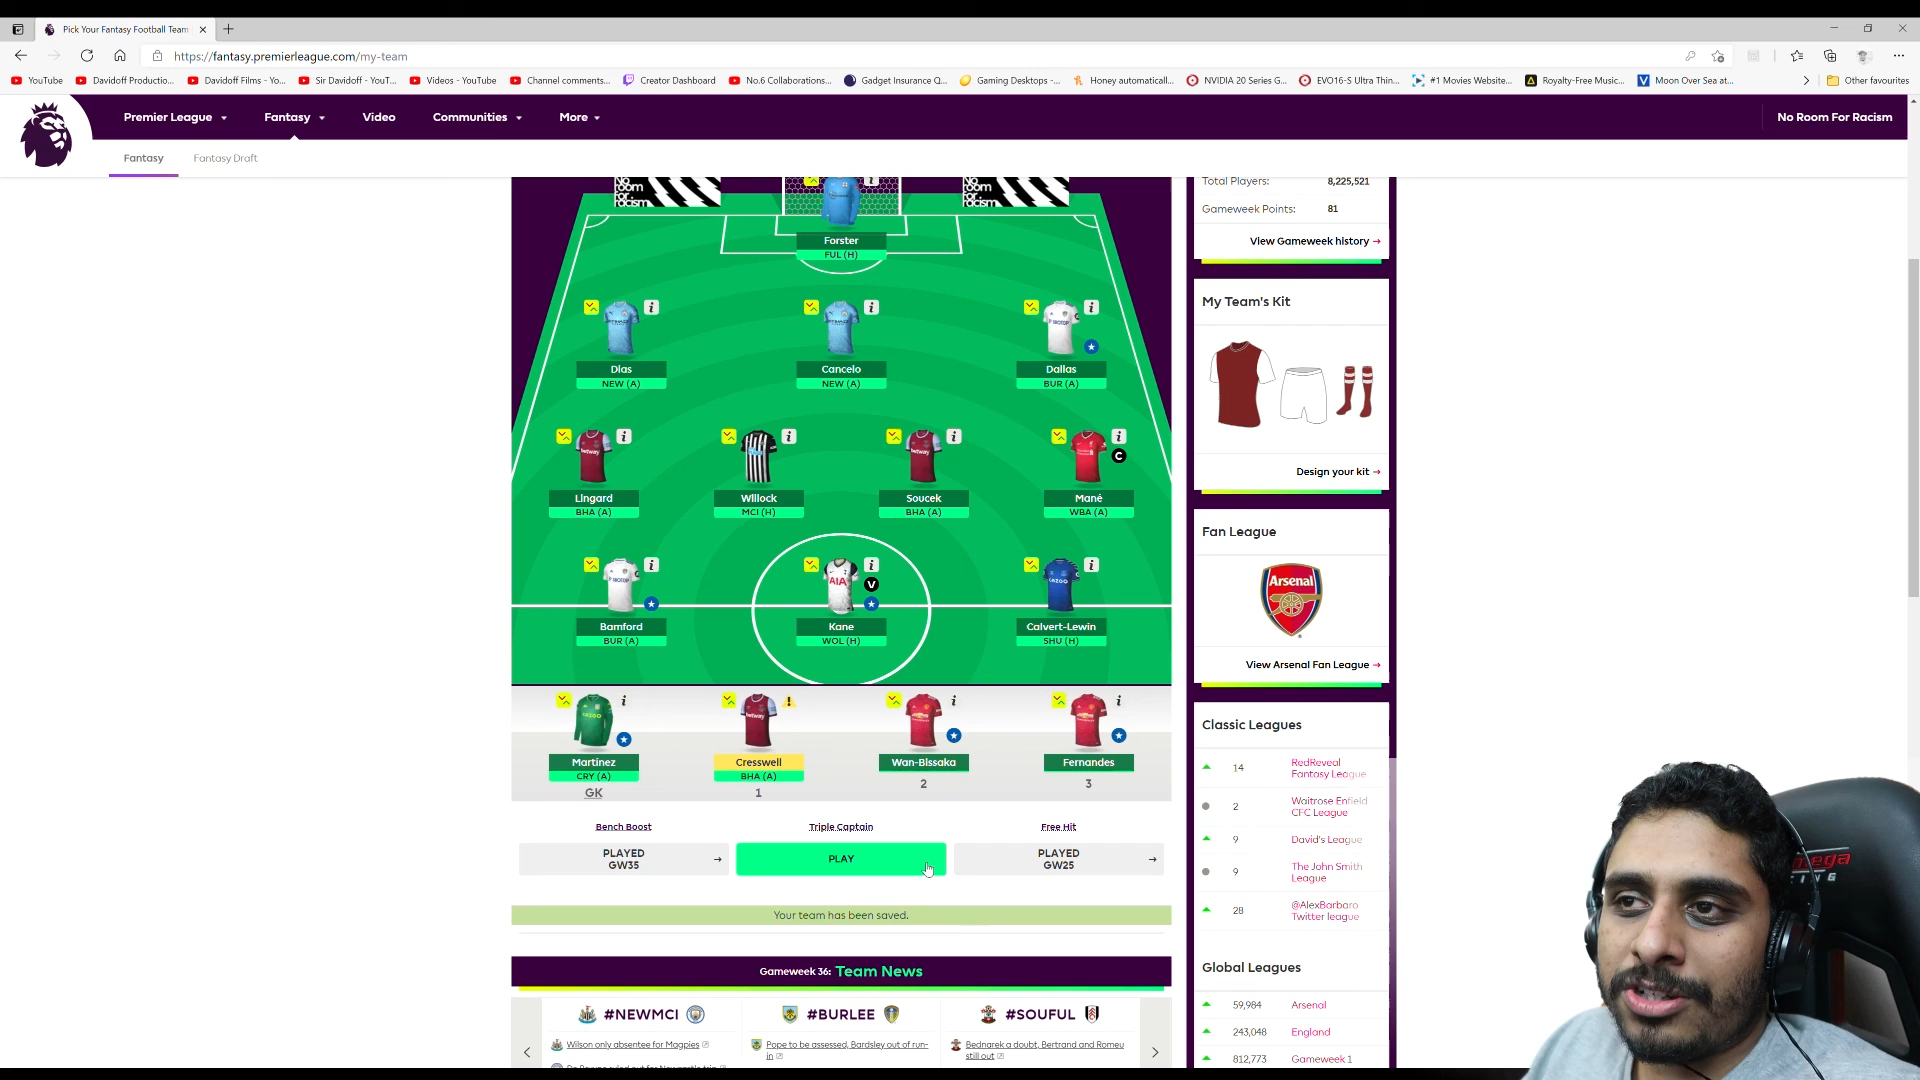 Pick Your Fantasy Football Team
https://fantasy.premierleague.com/my-team
YouTube
Davidoff Productio...
Davidoff Films - Yo...
Sir Davidoff - YouT...
Videos - YouTube
Channel comments...
Creator Dashboard
No.6 Collaborations...
Gadget Insurance Q...
Gaming Desktops -...
Honey automaticall...
NVIDIA 20 Series G...
EVO16-S Ultra Thin...
#1 Movies Website...
Royalty-Free Music...
Moon Over Sea at...
Other favourites
Premier League
Fantasy
Video
Communities
More
No Room For Racism
Fantasy
Fantasy Draft
Room
For
Racism
Room
For
Racism
Forster
FUL (H)
Dias
NEW (A)
Cancelo
NEW (A)
Dallas
BUR (A)
Lingard
BHA (A)
Willock
MCI (H)
Soucek
BHA (A)
C
Mané
WBA (A)
Bamford
BUR (A)
AIA
V
Kane
WOL (H)
CAZOO
Calvert-Lewin
SHU (H)
Martínez
CRY (A)
GK
Cresswell
BHA (A)
1
Wan-Bissaka
2
Fernandes
3
Bench Boost
Triple Captain
Free Hit
PLAYED
GW35
PLAY
PLAYED
GW25
Your team has been saved.
Gameweek 36: Team News
#NEWMCI
Wilson only absentee for Magpies
#BURLEE
Pope to be assessed, Bardsley out of run-
in
#SOUFUL
Bednarek a doubt, Bertrand and Romeu
still out
Total Players: 8,225,521
Gameweek Points: 81
View Gameweek history
My Team's Kit
Design your kit
Fan League
Arsenal
View Arsenal Fan League
Classic Leagues
14 RedReveal
Fantasy League
2 Waitrose Enfield
CFC League
9 David's League
9 The John Smith
League
28 @AlexBarbaro
Twitter league
Global Leagues
59,984 Arsenal
243,048 England
812,773 Gameweek 1